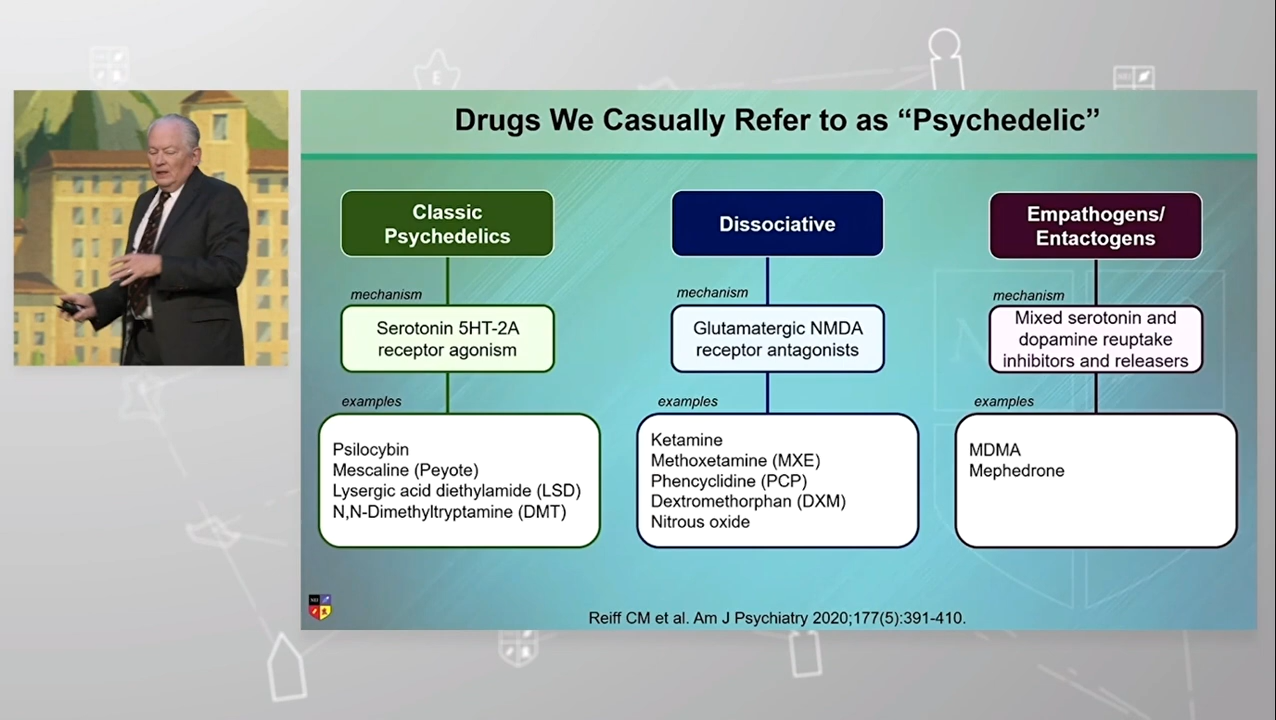 Drugs We Casually Refer to as “Psychedelic”
Classic
Psychedelics
mechanism
Serotonin 5HT-2A
receptor agonism
examples
Psilocybin
Mescaline (Peyote)
Lysergic acid diethylamide (LSD)
N,N-Dimethyltryptamine (DMT)
Dissociative
mechanism
Glutamatergic NMDA
receptor antagonists
examples
Ketamine
Methoxetamine (MXE)
Phencyclidine (PCP)
Dextromethorphan (DXM)
Nitrous oxide
Empathogens/
Entactogens
mechanism
Mixed serotonin and
dopamine reuptake
inhibitors and releasers
examples
MDMA
Mephedrone
Reiff CM et al. Am J Psychiatry 2020;177(5):391-410.
NEI
E